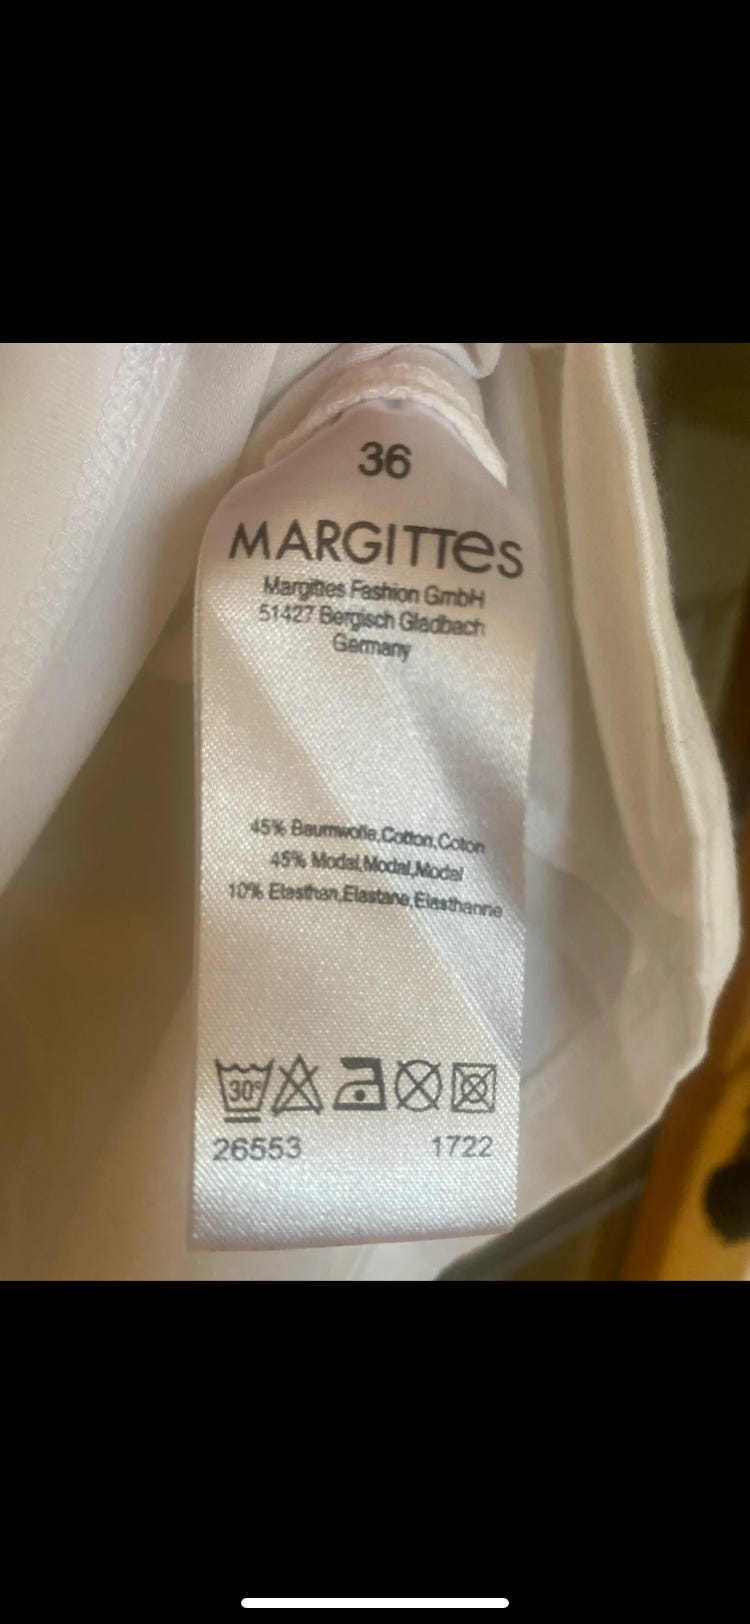 36
MARGITTes
Margittes Fashion GmbH
51427 Bergisch Gladbach
Germany
45% Baumwolle,Cotton,Coton
45% Modal,Modal,Modal
10% Elasthan,Elastane,Elasthanne
30°
26553 1722